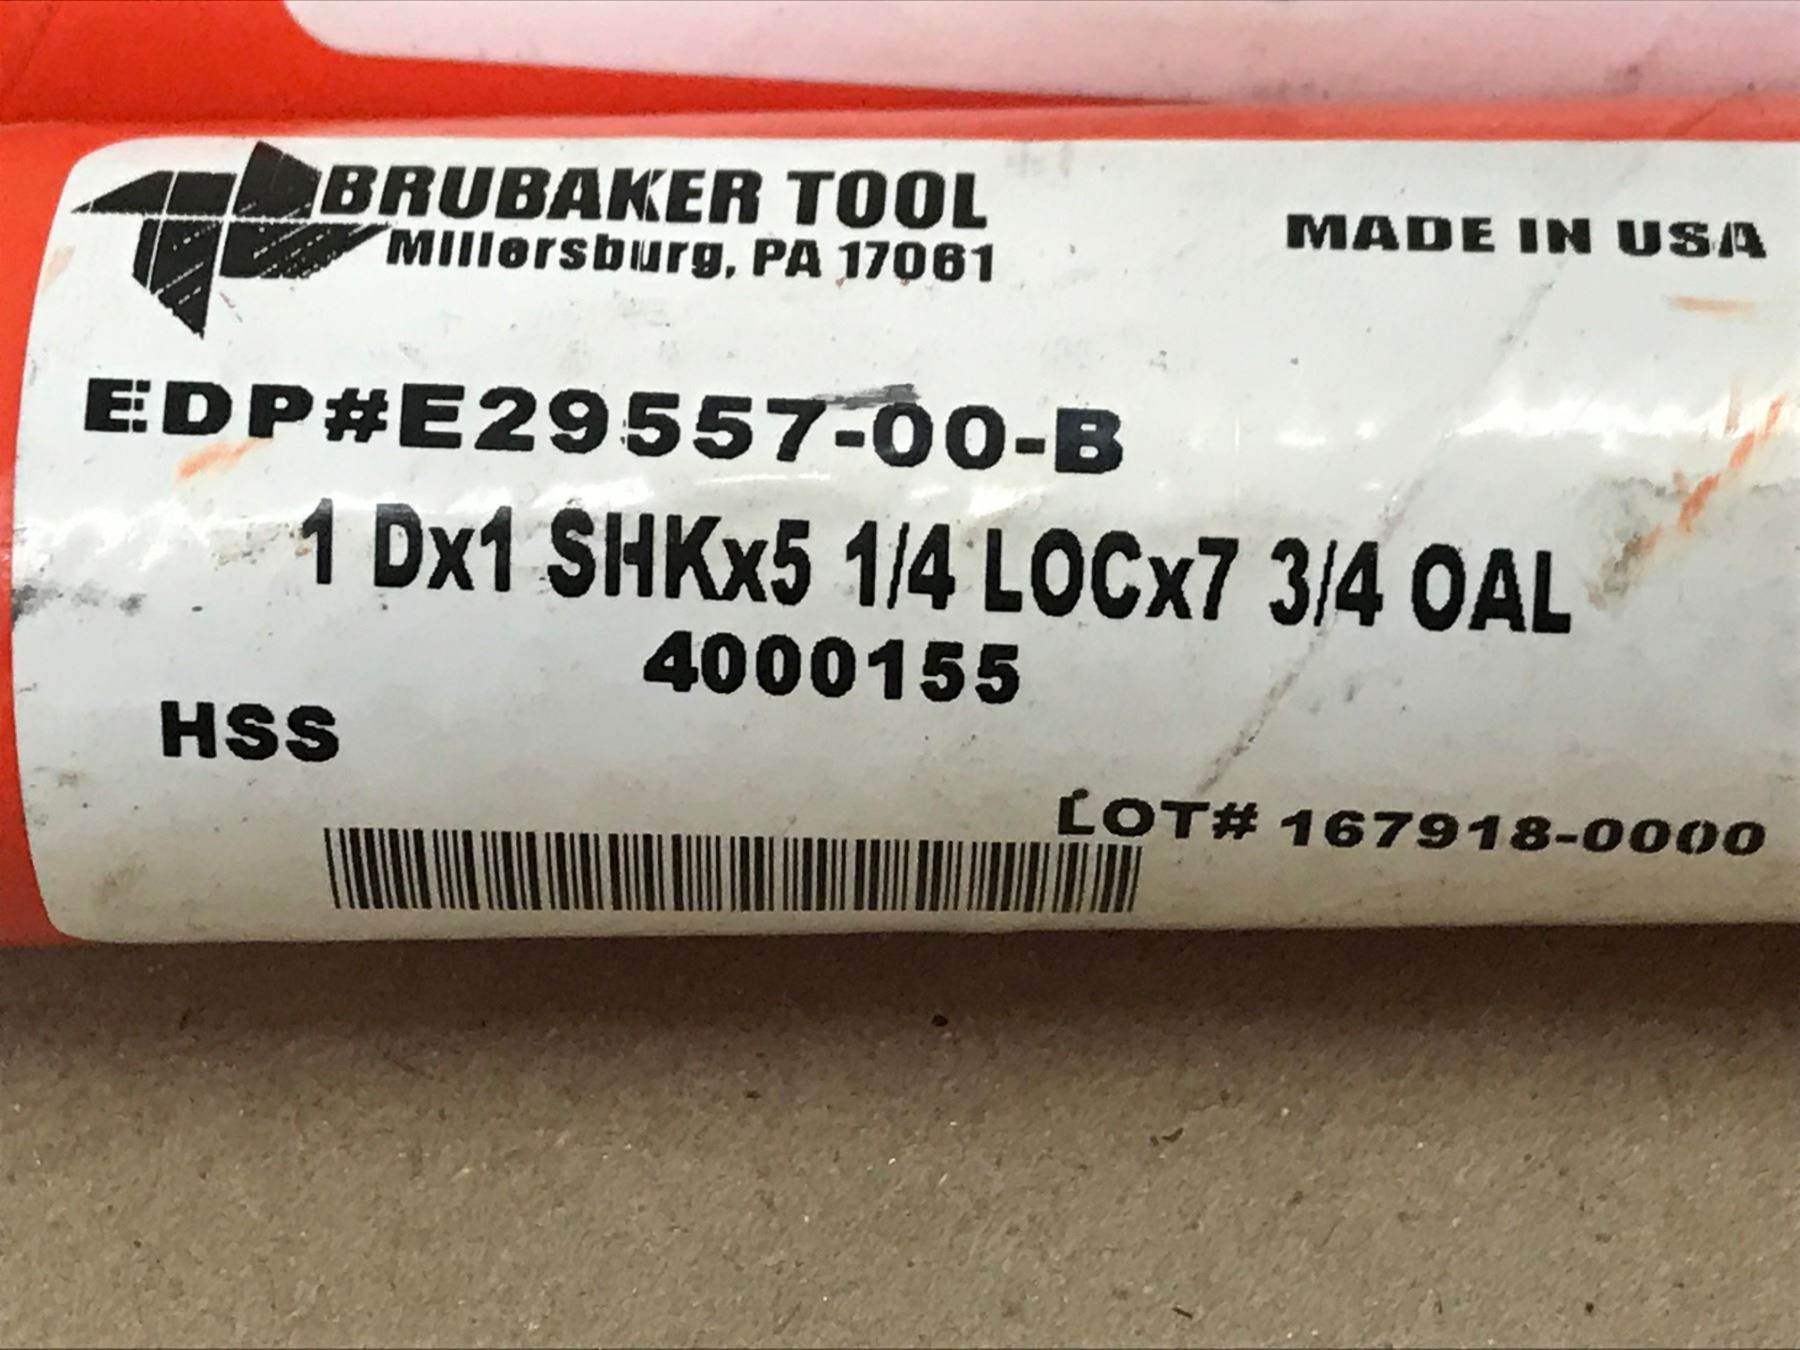 BRUBAKER TOOL
Millersburg, PA 17061
MADE IN USA
EDP#E29557-00-B
1 Dx1 SHKx5 1/4 LOCx7 3/4 OAL
4000155
HSS
LOT# 167918-0000